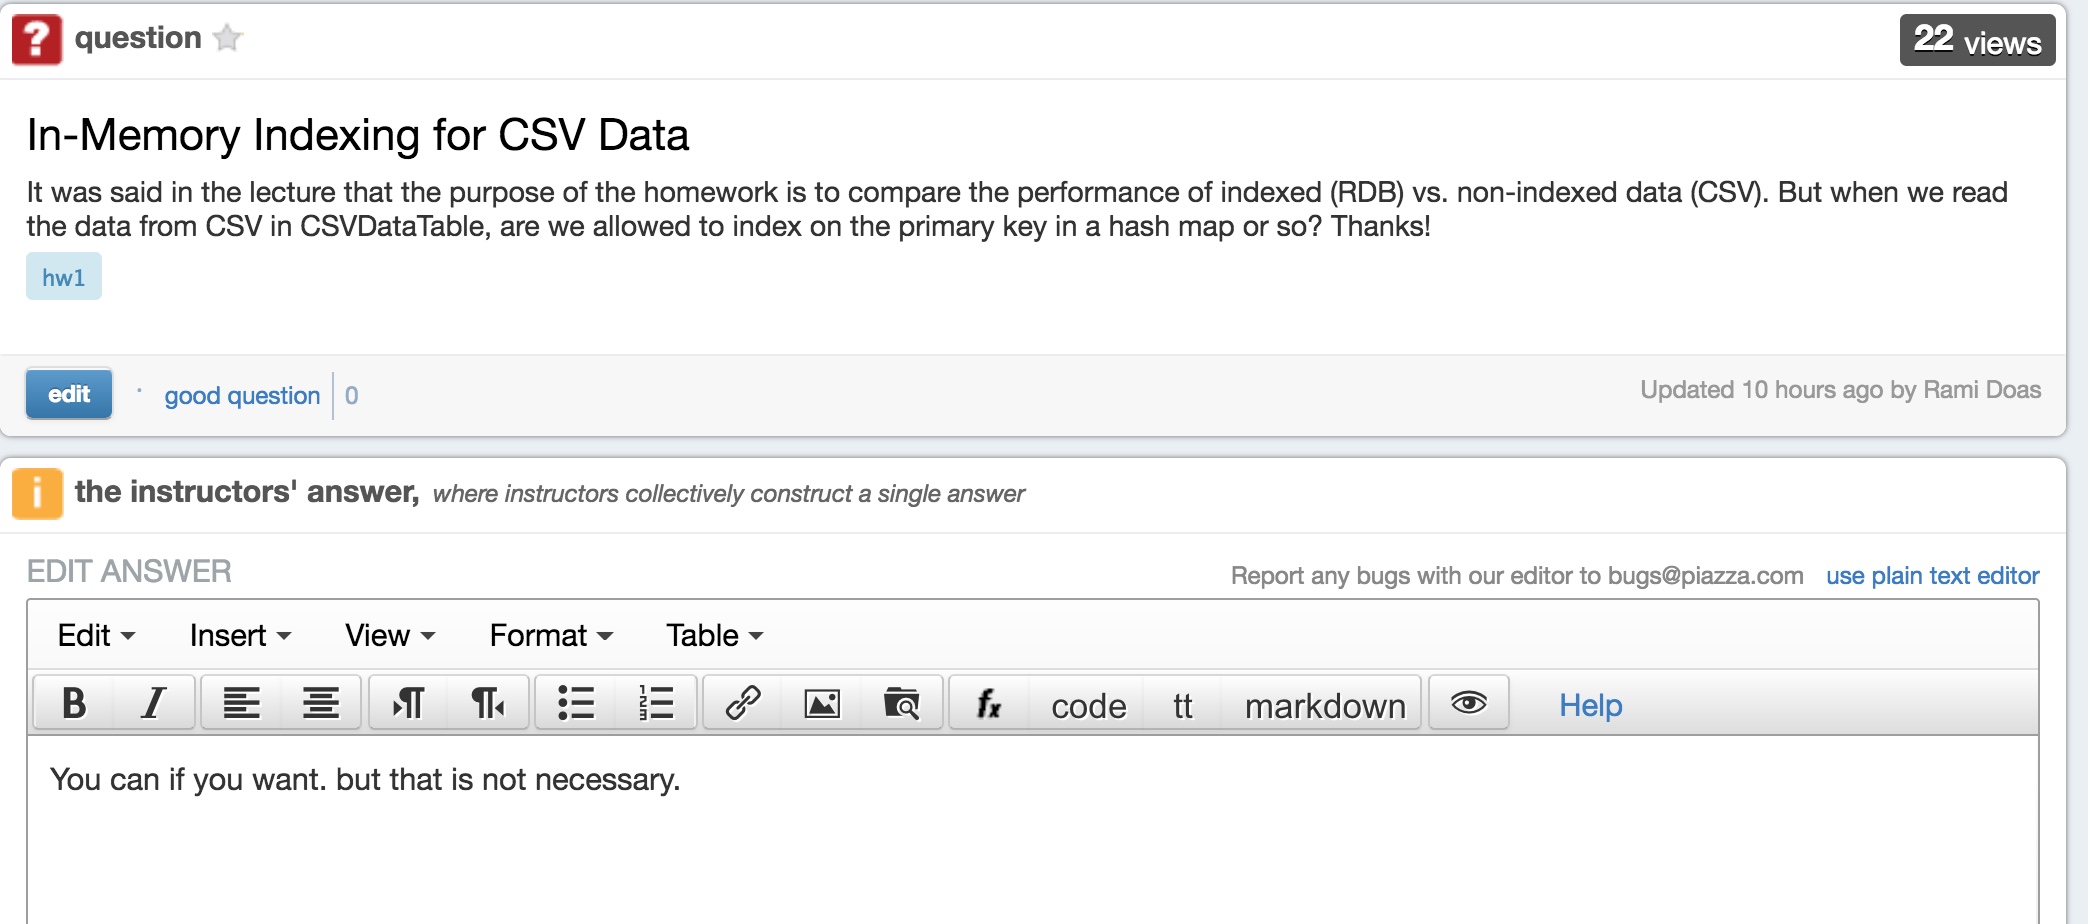 ? question
22 views
In-Memory Indexing for CSV Data
It was said in the lecture that the purpose of the homework is to compare the performance of indexed (RDB) vs. non-indexed data (CSV). But when we read
the data from CSV in CSVDataTable, are we allowed to index on the primary key in a hash map or so? Thanks!
hw1
edit · good question 0
Updated 10 hours ago by Rami Doas
i the instructors' answer, where instructors collectively construct a single answer
EDIT ANSWER
Report any bugs with our editor to bugs@piazza.com use plain text editor
Edit Insert View Format Table
B I fx code tt markdown Help
You can if you want. but that is not necessary.